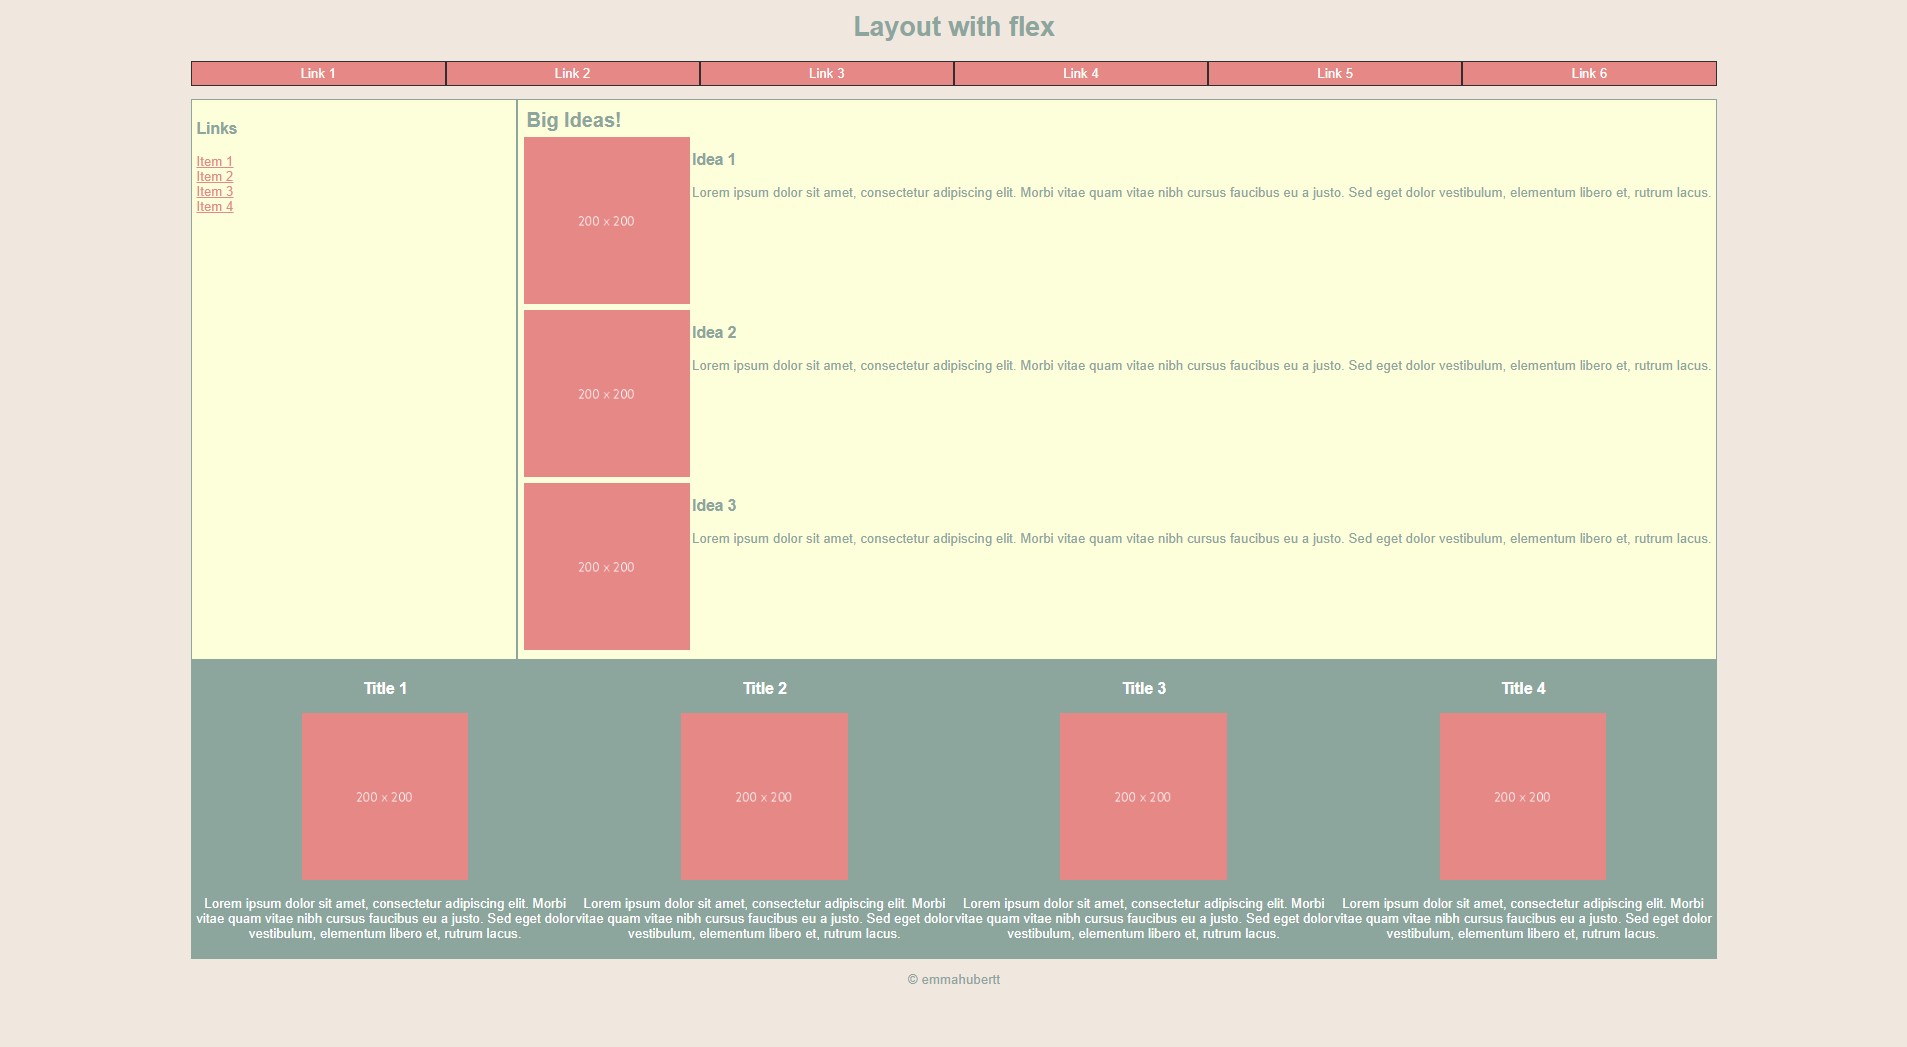 Layout with flex
Link 1
Link 2
Link 3
Link 4
Link 5
Link 6
Links
Item 1
Item 2
Item 3
Item 4
Big Ideas!
200 x 200
Idea 1
Lorem ipsum dolor sit amet, consectetur adipiscing elit. Morbi vitae quam vitae nibh cursus faucibus eu a justo. Sed eget dolor vestibulum, elementum libero et, rutrum lacus.
200 x 200
Idea 2
Lorem ipsum dolor sit amet, consectetur adipiscing elit. Morbi vitae quam vitae nibh cursus faucibus eu a justo. Sed eget dolor vestibulum, elementum libero et, rutrum lacus.
200 x 200
Idea 3
Lorem ipsum dolor sit amet, consectetur adipiscing elit. Morbi vitae quam vitae nibh cursus faucibus eu a justo. Sed eget dolor vestibulum, elementum libero et, rutrum lacus.
Title 1
200 x 200
Lorem ipsum dolor sit amet, consectetur adipiscing elit. Morbi
vitae quam vitae nibh cursus faucibus eu a justo. Sed eget dolor
vestibulum, elementum libero et, rutrum lacus.
Title 2
200 x 200
Lorem ipsum dolor sit amet, consectetur adipiscing elit. Morbi
vitae quam vitae nibh cursus faucibus eu a justo. Sed eget dolor
vestibulum, elementum libero et, rutrum lacus.
Title 3
200 x 200
Lorem ipsum dolor sit amet, consectetur adipiscing elit. Morbi
vitae quam vitae nibh cursus faucibus eu a justo. Sed eget dolor
vestibulum, elementum libero et, rutrum lacus.
Title 4
200 x 200
Lorem ipsum dolor sit amet, consectetur adipiscing elit. Morbi
vitae quam vitae nibh cursus faucibus eu a justo. Sed eget dolor
vestibulum, elementum libero et, rutrum lacus.
© emmahubertt